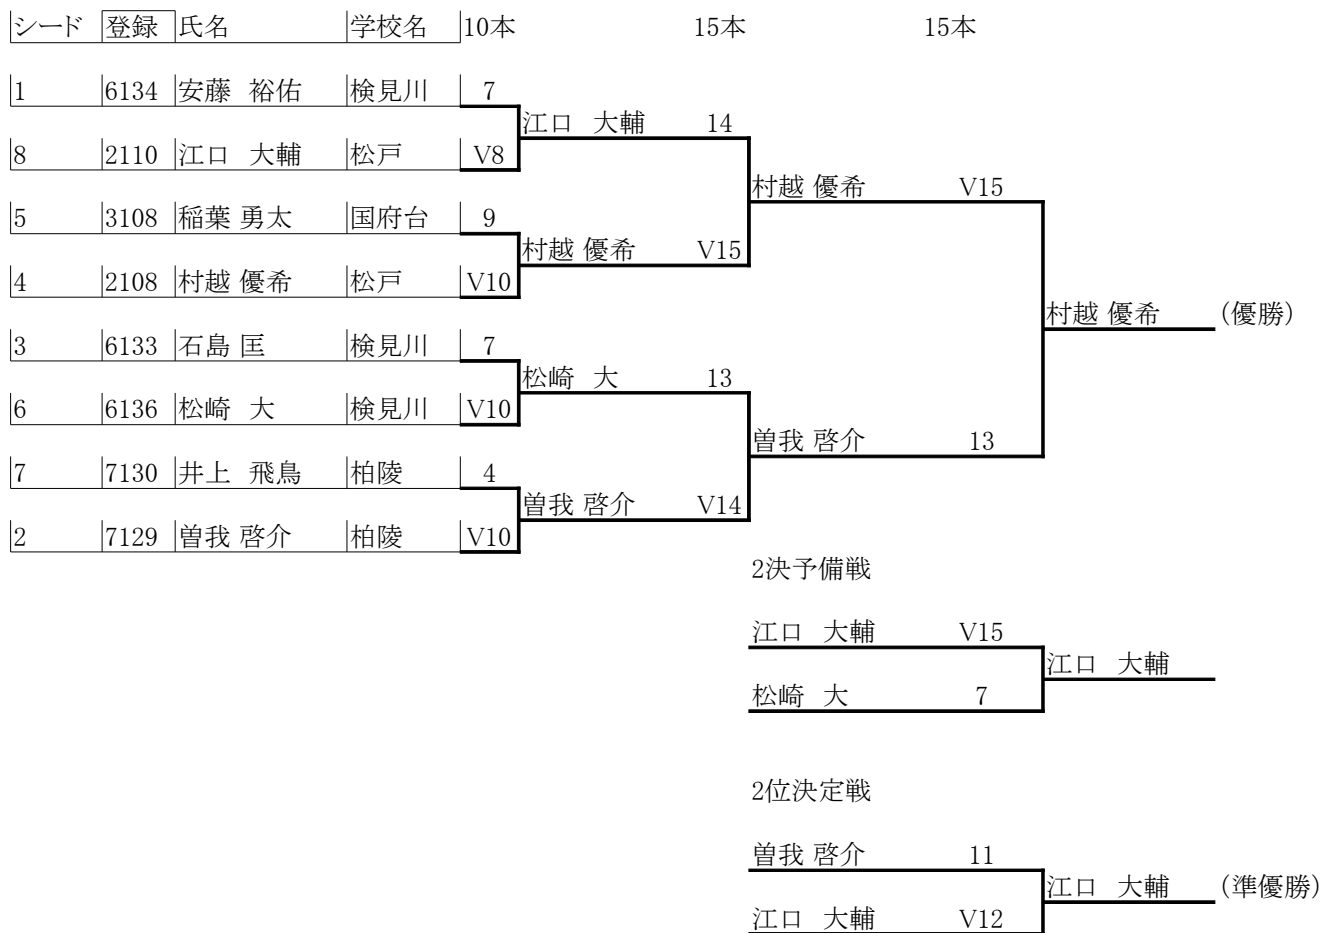 シード 登録 氏名 学校名 10本 15本 15本
1 6134 安藤 裕佑 検見川 7
江口 大輔 14
8 2110 江口 大輔 松戸 V8
村越 優希 V15
5 3108 稲葉 勇太 国府台 9
村越 優希 V15
4 2108 村越 優希 松戸 V10
村越 優希 (優勝)
3 6133 石島 匡 検見川 7
松崎 大 13
6 6136 松崎 大 検見川 V10
曽我 啓介 13
7 7130 井上 飛鳥 柏陵 4
曽我 啓介 V14
2 7129 曽我 啓介 柏陵 V10
2決予備戦
江口 大輔 V15
江口 大輔
松崎 大 7
2位決定戦
曽我 啓介 11
江口 大輔 (準優勝)
江口 大輔 V12